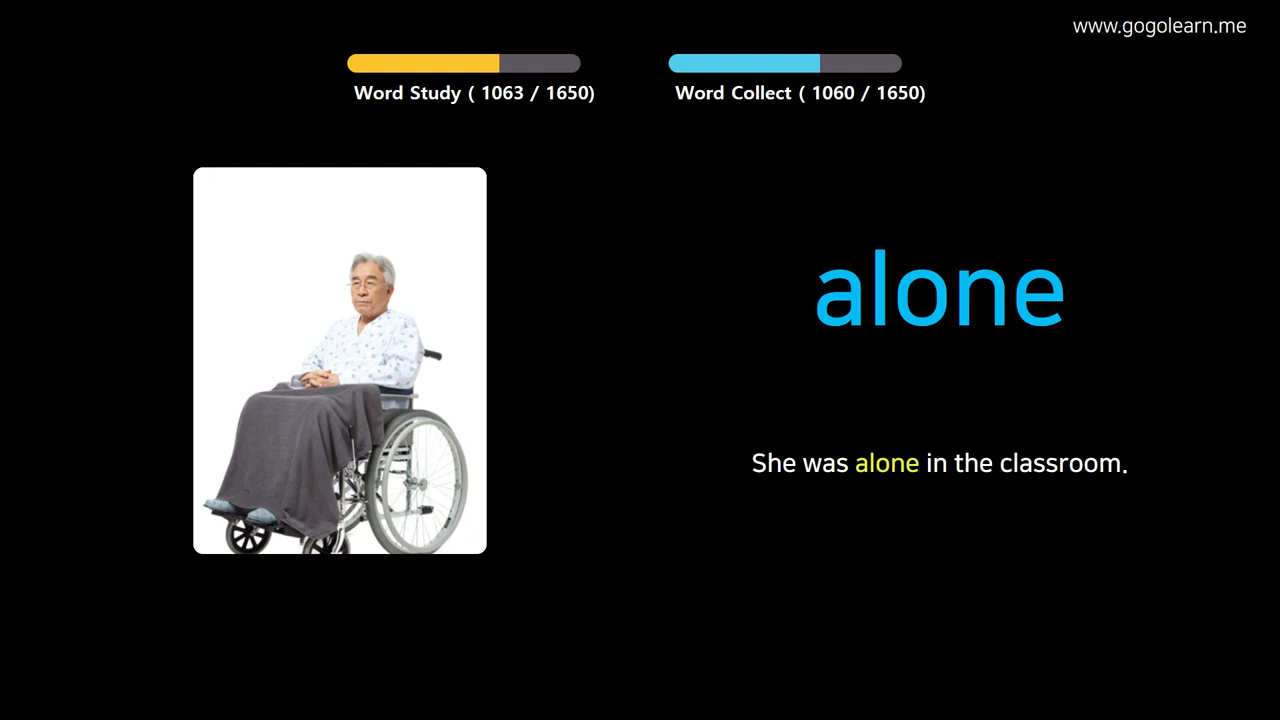 www.gogolearn.me
Word Study ( 1063 / 1650)
Word Collect ( 1060 / 1650)
alone
She was alone in the classroom.